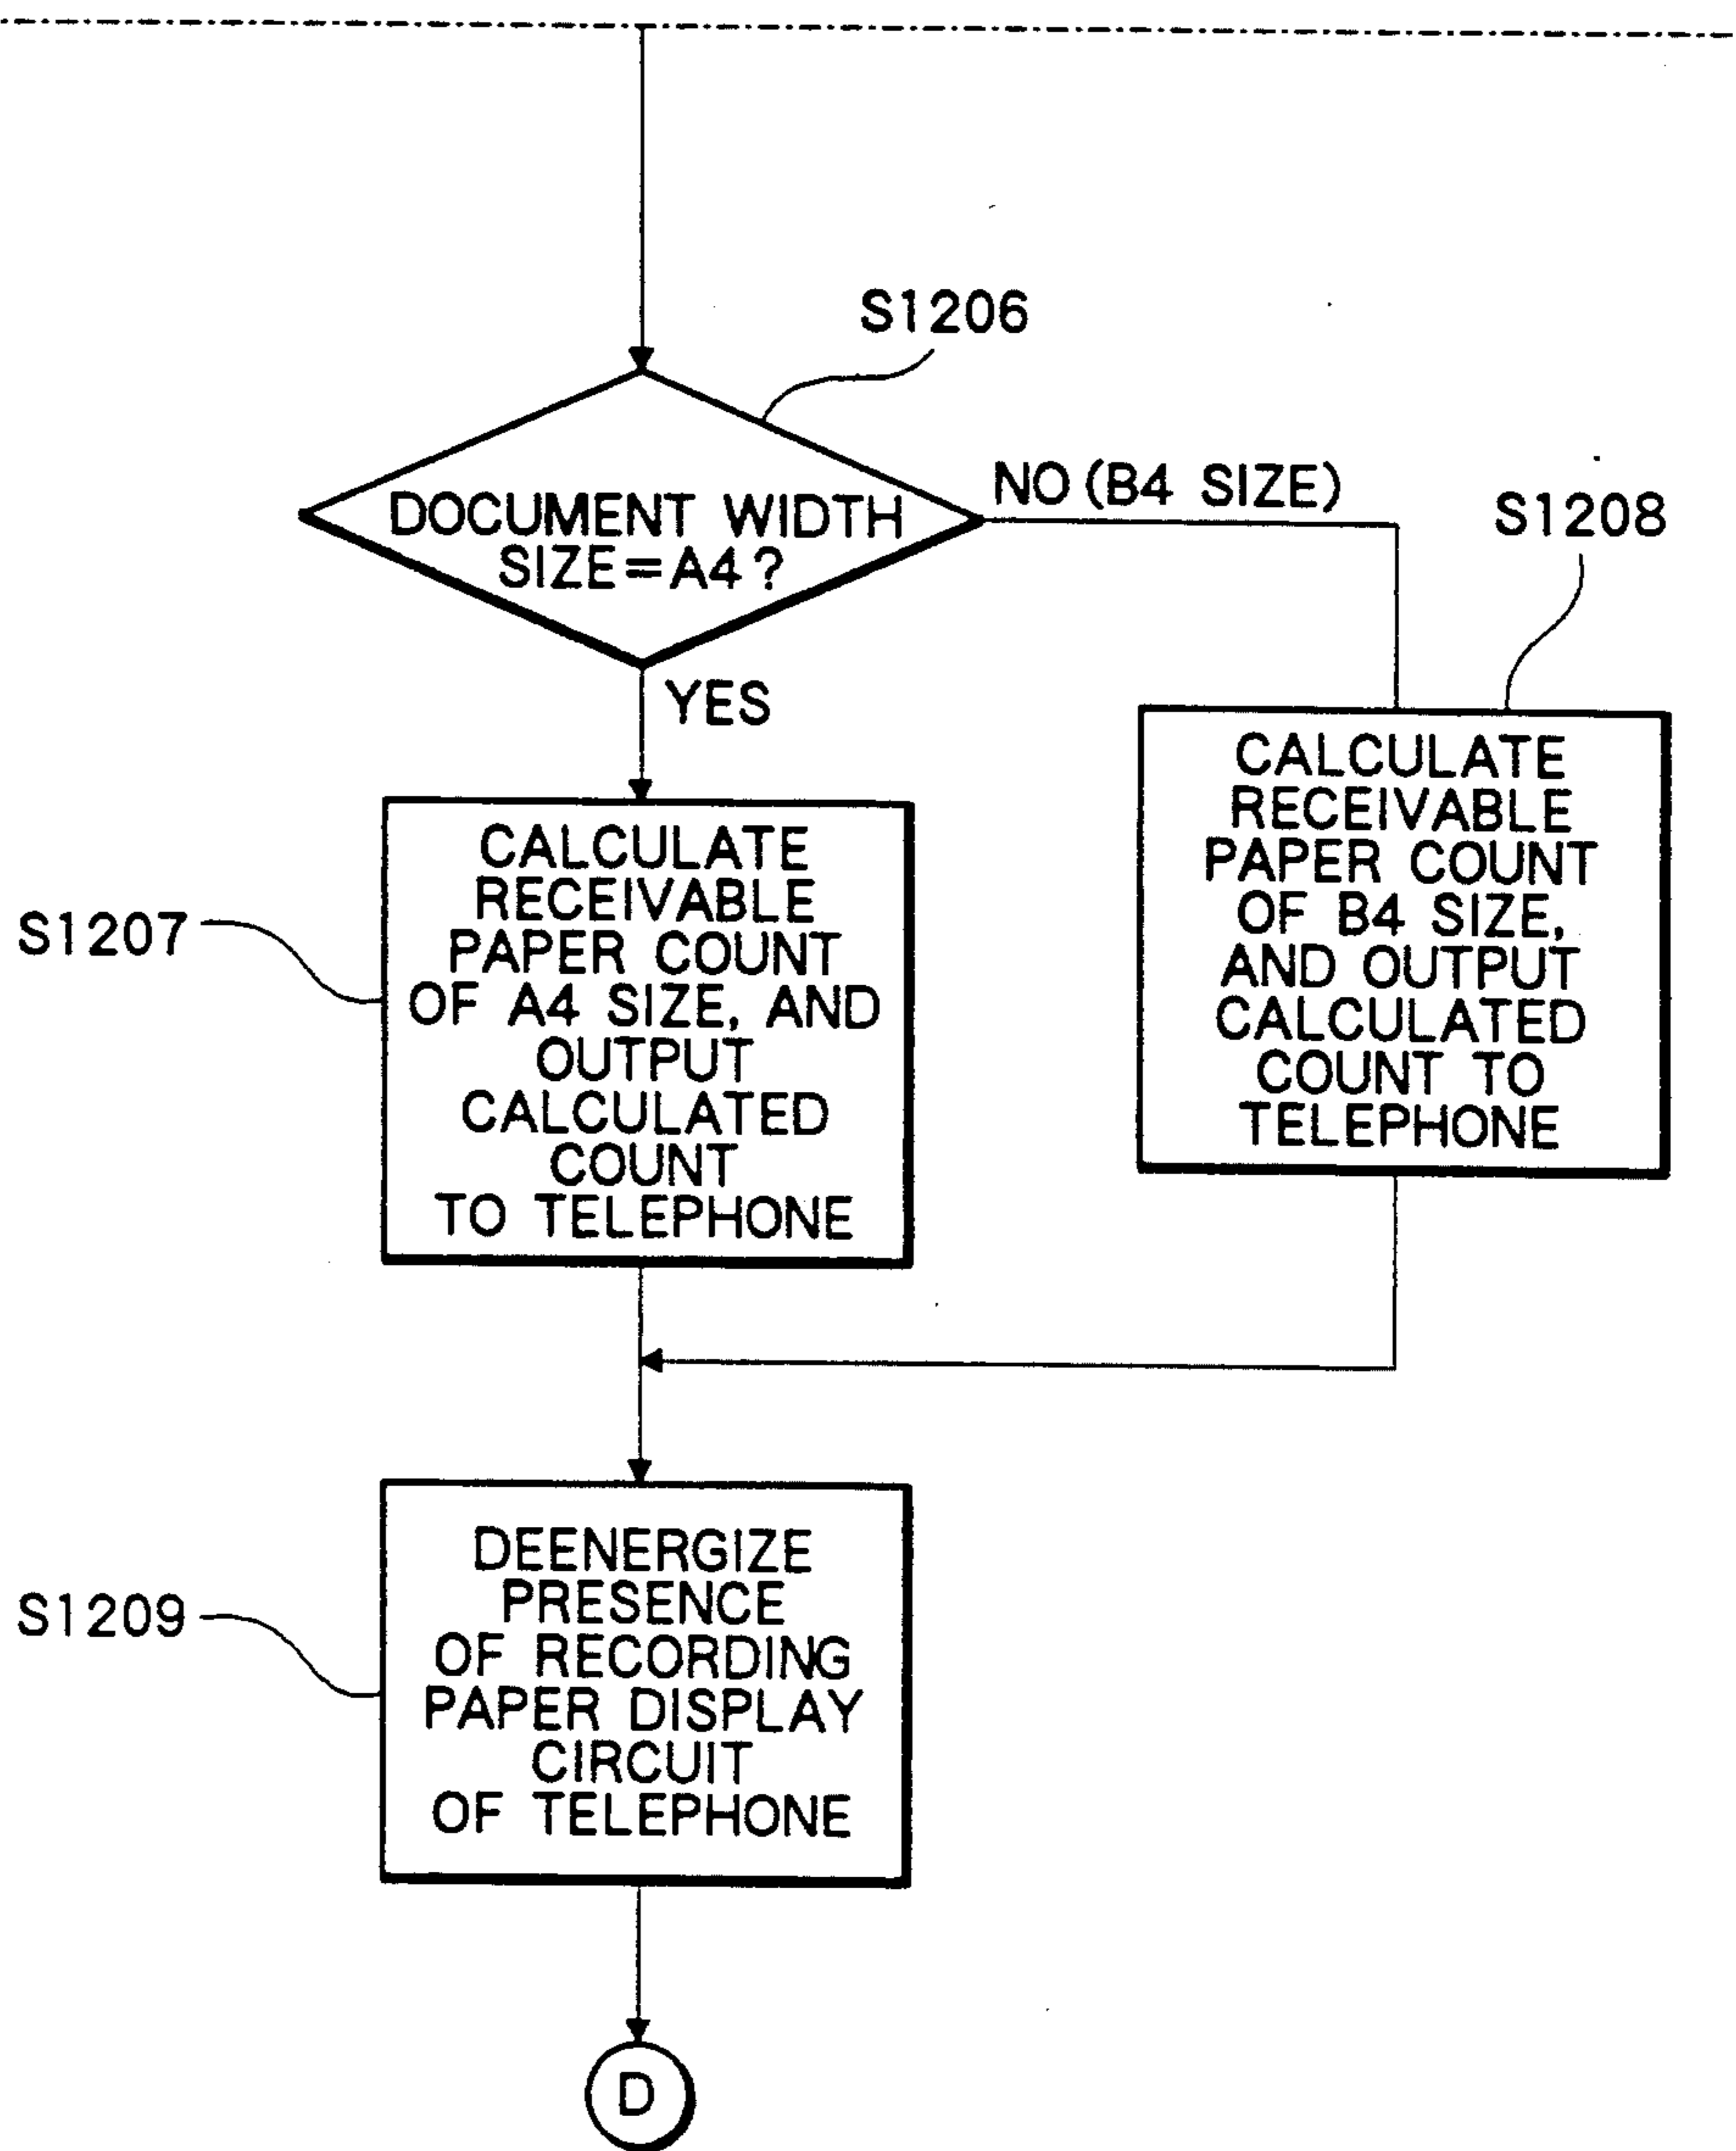 S1206
DOCUMENT WIDTH
SIZE=A4?
NO (B4 SIZE)
YES
S1208
CALCULATE
RECEIVABLE
PAPER COUNT
OF B4 SIZE,
AND OUTPUT
CALCULATED
COUNT TO
TELEPHONE
S1207
CALCULATE
RECEIVABLE
PAPER COUNT
OF A4 SIZE, AND
OUTPUT
CALCULATED
COUNT
TO TELEPHONE
S1209
DEENERGIZE
PRESENCE
OF RECORDING
PAPER DISPLAY
CIRCUIT
OF TELEPHONE
D